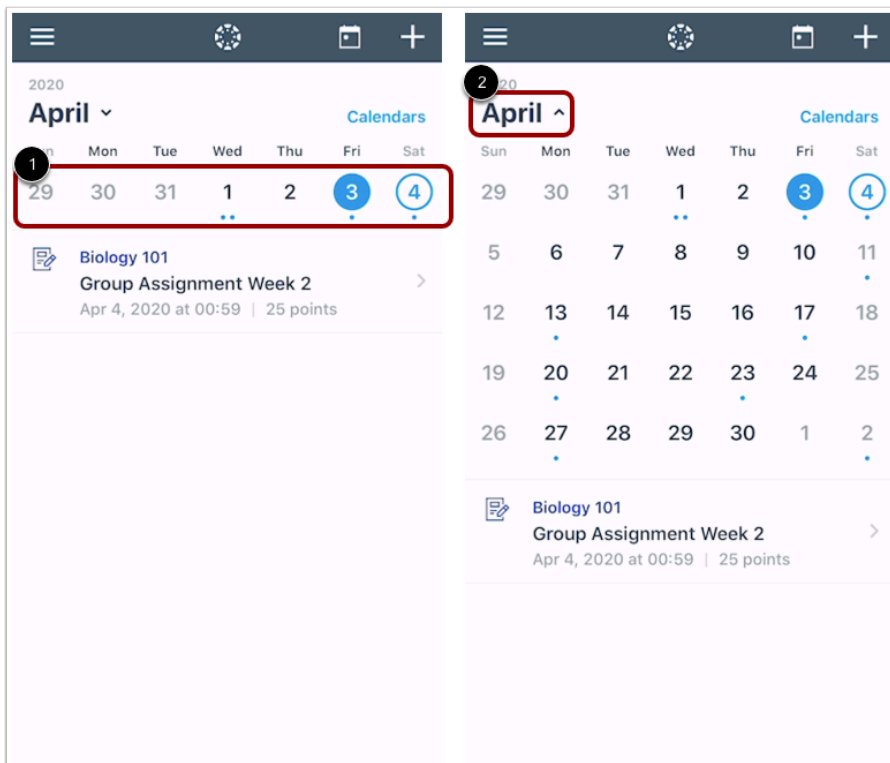 2020
April
Calendars
1
Mon Tue Wed Thu Fri Sat
29 30 31 1 2 3 4
Biology 101
Group Assignment Week 2
Apr 4, 2020 at 00:59 | 25 points
2
20
April
Calendars
Sun Mon Tue Wed Thu Fri Sat
29 30 31 1 2 3 4
5 6 7 8 9 10 11
12 13 14 15 16 17 18
19 20 21 22 23 24 25
26 27 28 29 30 1 2
Biology 101
Group Assignment Week 2
Apr 4, 2020 at 00:59 | 25 points